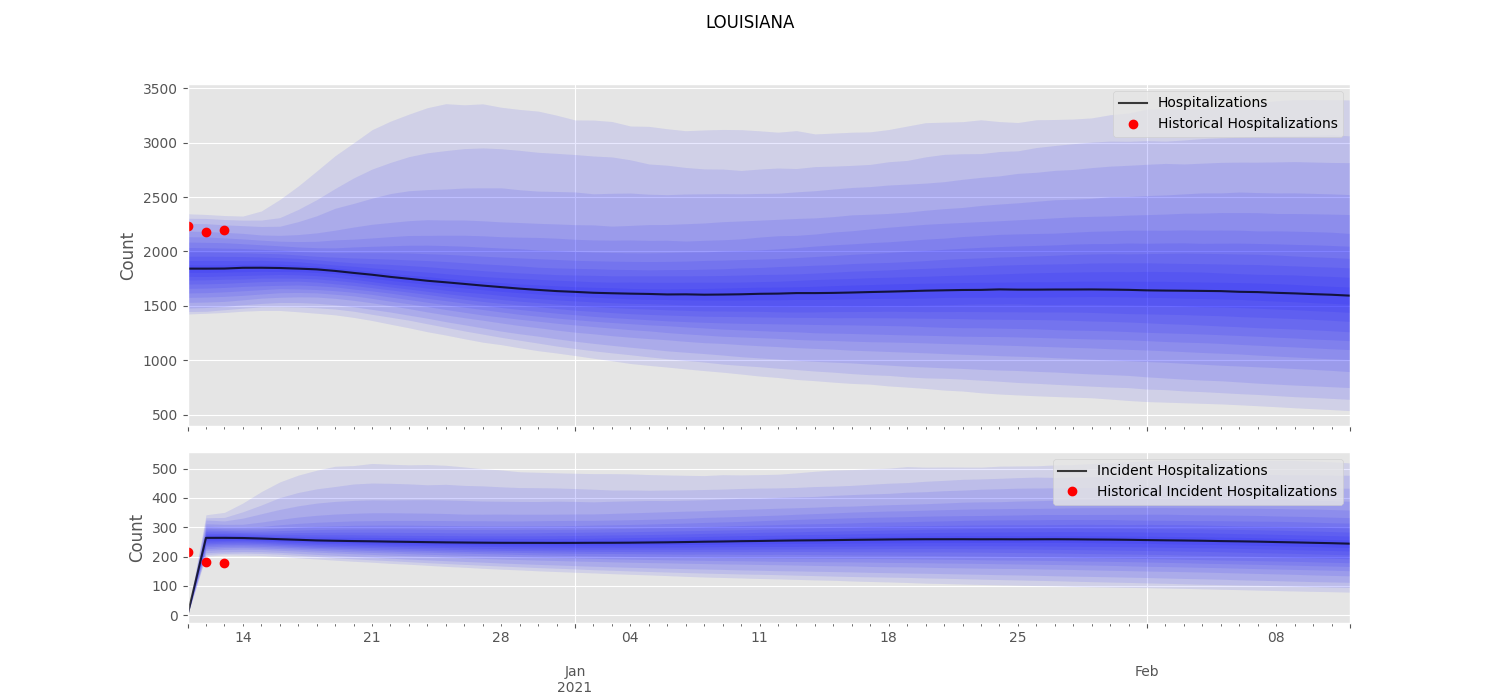 LOUISIANA
3500
3000
2500
2000
1500
1000
500
Count
Hospitalizations
Historical Hospitalizations
500
400
300
200
100
0
Count
Incident Hospitalizations
Historical Incident Hospitalizations
14 21 28 04 11 18 25 08
Jan Feb
2021